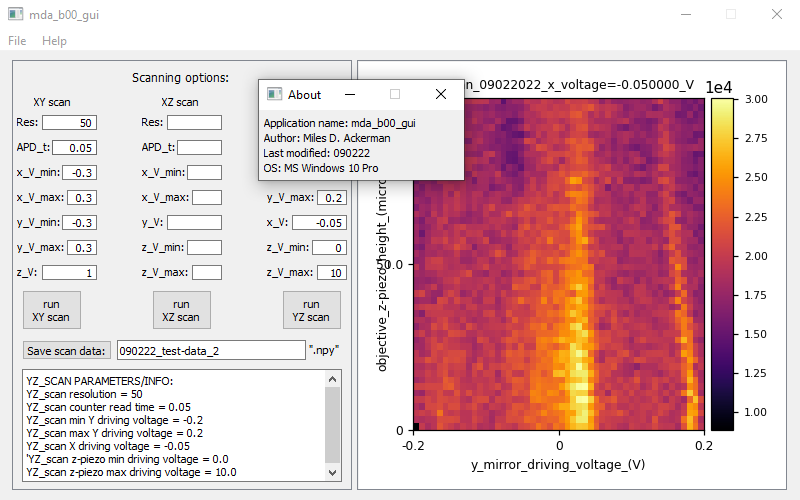 mda_b00_gui
File Help
Scanning options:
XY scan XZ scan
Res: 50 Res:
APD_t: 0.05 APD_t:
x_V_min: -0.3 x_V_min:
x_V_max: 0.3 x_V_max: y_V_max: 0.2
y_V_min: -0.3 y_V: x_V: -0.05
y_V_max: 0.3 z_V_min: z_V_min: 0
z_V: 1 z_V_max: z_V_max: 10
run run run
XY scan XZ scan YZ scan
Save scan data: 090222_test-data_2 ".npy"
YZ_SCAN PARAMETERS/INFO:
YZ_scan resolution = 50
YZ_scan counter read time = 0.05
YZ_scan min Y driving voltage = -0.2
YZ_scan max Y driving voltage = 0.2
YZ_scan X driving voltage = -0.05
'YZ_scan z-piezo min driving voltage = 0.0
YZ_scan z-piezo max driving voltage = 10.0
About
Application name: mda_b00_gui
Author: Miles D. Ackerman
Last modified: 090222
OS: MS Windows 10 Pro
09022022_x_voltage=-0.050000_V
1e4
3.00
2.75
2.50
2.25
2.00
1.75
1.50
1.25
1.00
0
-0.2 0 0.2
y_mirror_driving_voltage_(V)